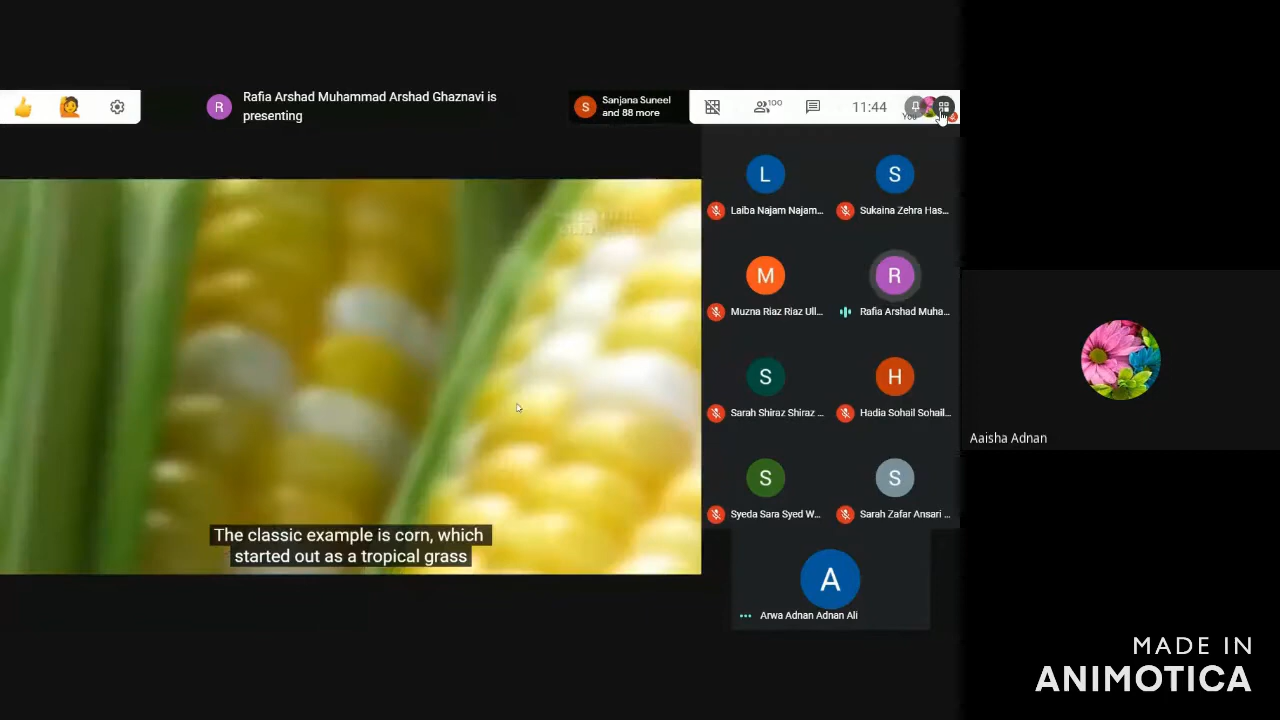 Rafia Arshad Muhammad Arshad Ghaznavi is
presenting
Sanjana Suneel
and 88 more
100
11:44
You
R
S
L
S
Laiba Najam Najam...
Sukaina Zehra Has...
M
R
Muzna Riaz Riaz Ull...
Rafia Arshad Muha...
S
H
Sarah Shiraz Shiraz ...
Hadia Sohail Sohail...
S
S
Syeda Sara Syed W...
Sarah Zafar Ansari ...
A
Arwa Adnan Adnan Ali
Aaisha Adnan
The classic example is corn, which
started out as a tropical grass
MADE IN
ANIMOTICA